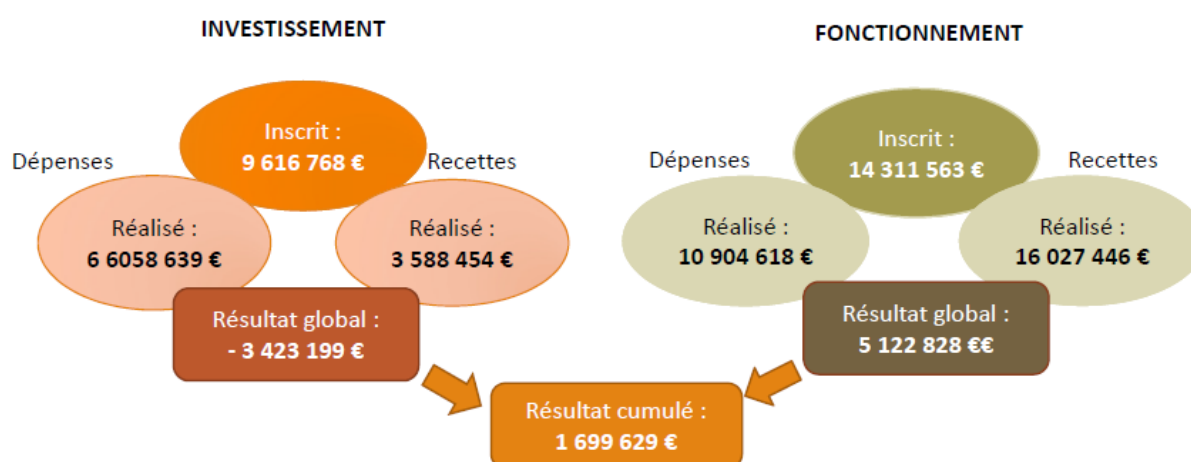 INVESTISSEMENT
Inscrit :
9 616 768 €
Dépenses
Recettes
Réalisé :
6 6058 639 €
Réalisé :
3 588 454 €
Résultat global :
- 3 423 199 €
FONCTIONNEMENT
Inscrit :
14 311 563 €
Dépenses
Recettes
Réalisé :
10 904 618 €
Réalisé :
16 027 446 €
Résultat global :
5 122 828 €€
Résultat cumulé :
1 699 629 €